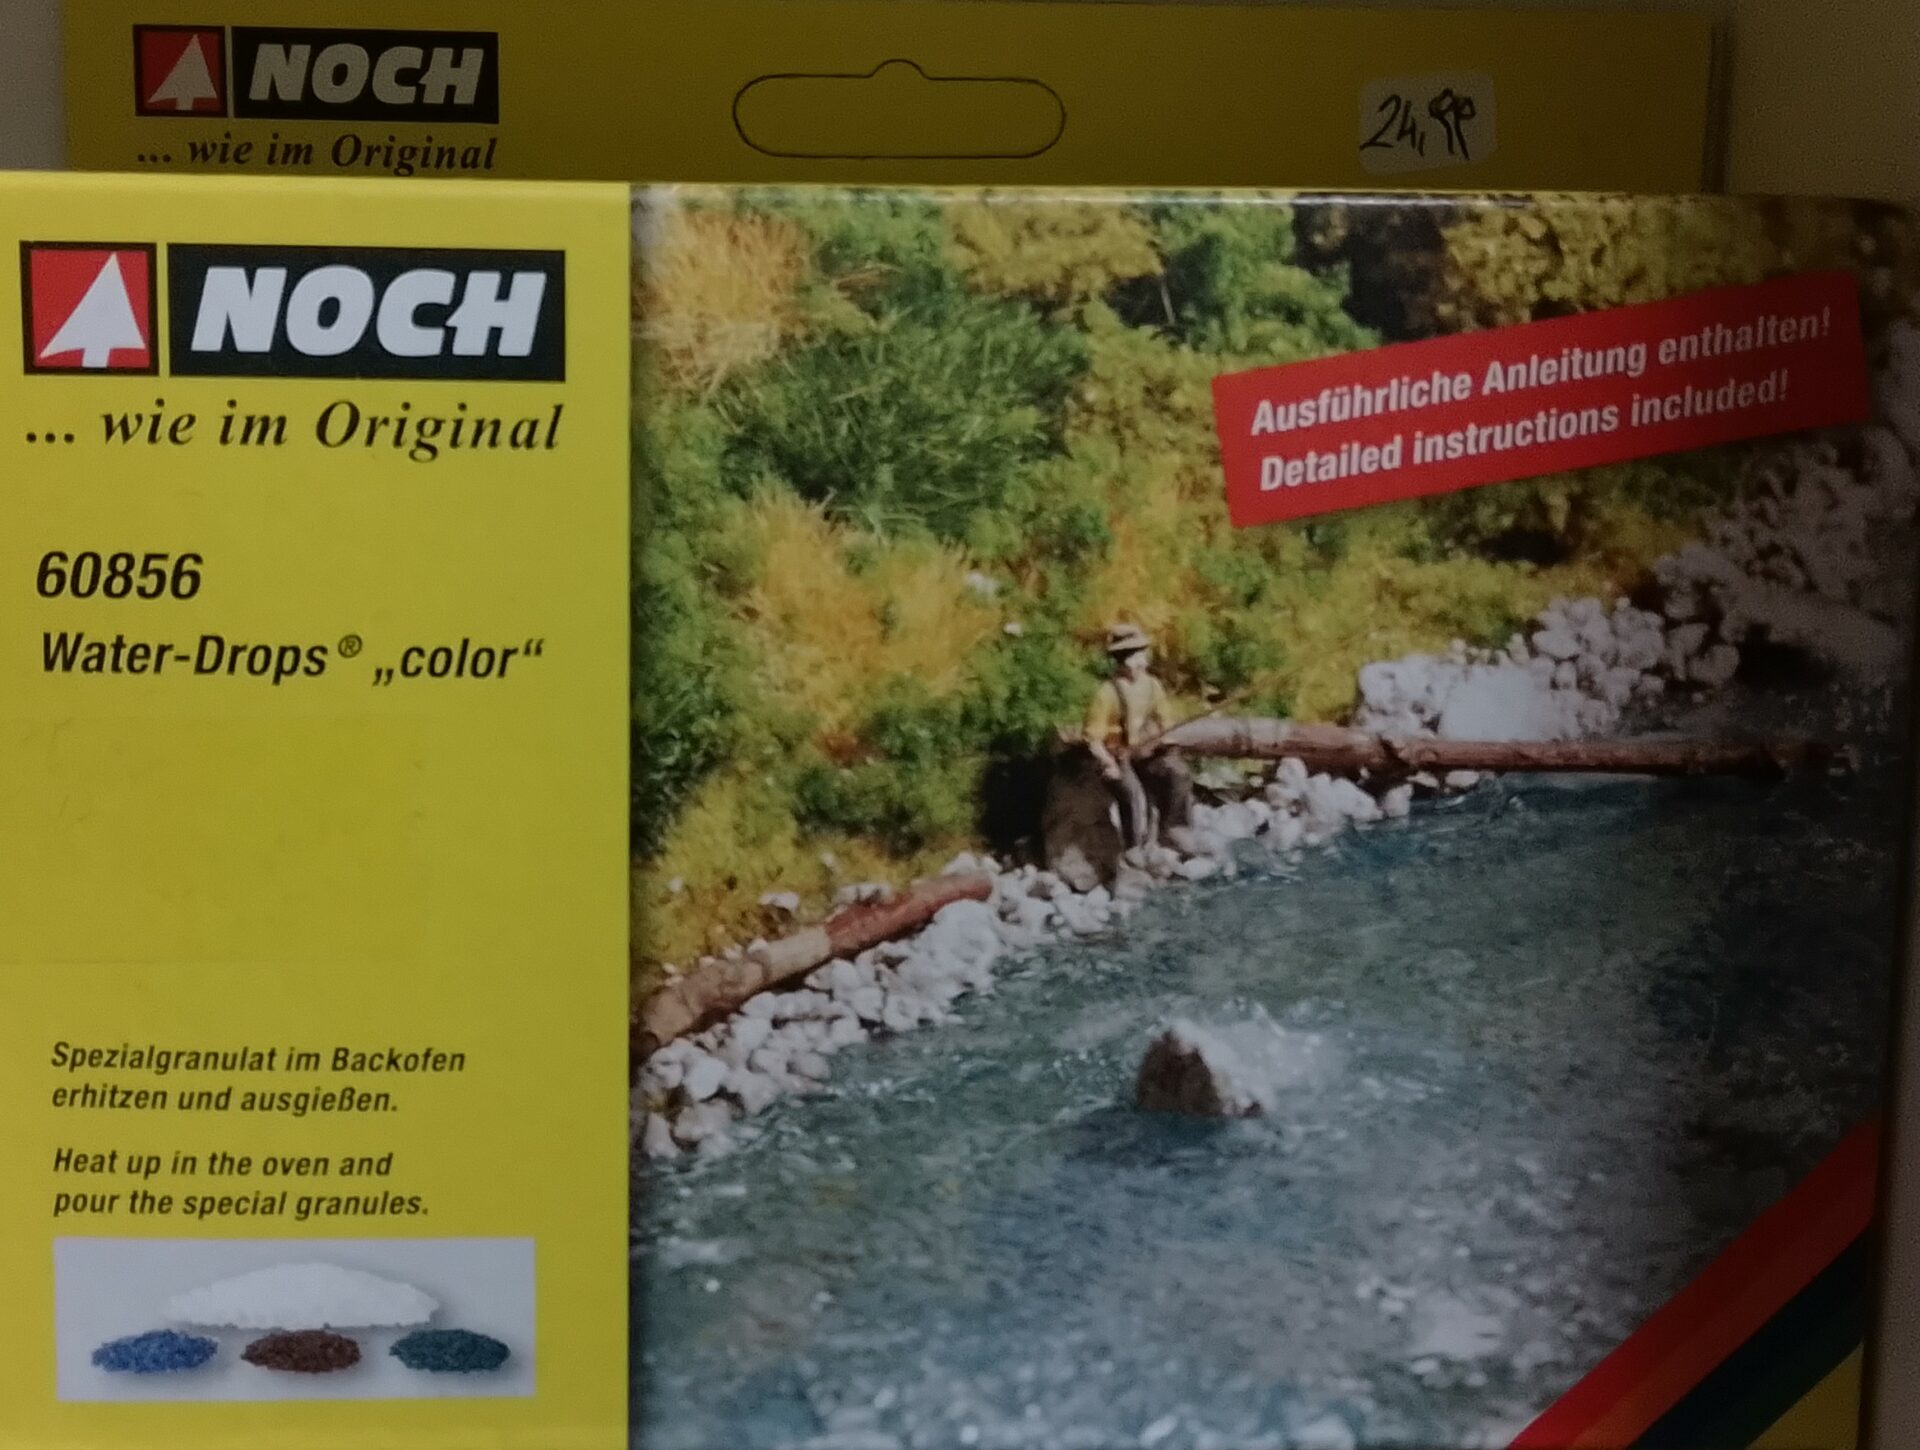 NOCH
... wie im Original
24,99
NOCH
... wie im Original
60856
Water-Drops® „color“
Ausführliche Anleitung enthalten!
Detailed instructions included!
Spezialgranulat im Backofen
erhitzen und ausgießen.
Heat up in the oven and
pour the special granules.